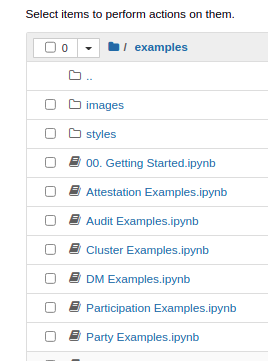 Select items to perform actions on them.
0 / examples
..
images
styles
00. Getting Started.ipynb
Attestation Examples.ipynb
Audit Examples.ipynb
Cluster Examples.ipynb
DM Examples.ipynb
Participation Examples.ipynb
Party Examples.ipynb